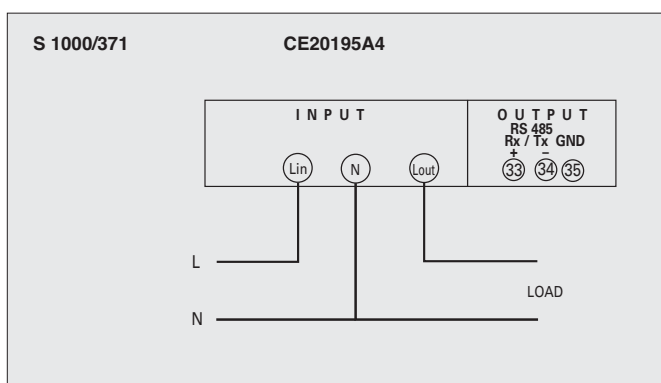 S 1000/371 CE20195A4
INPUT OUTPUT
RS 485
Rx / Tx GND
+ –
Lin N Lout 33 34 35
L
LOAD
N